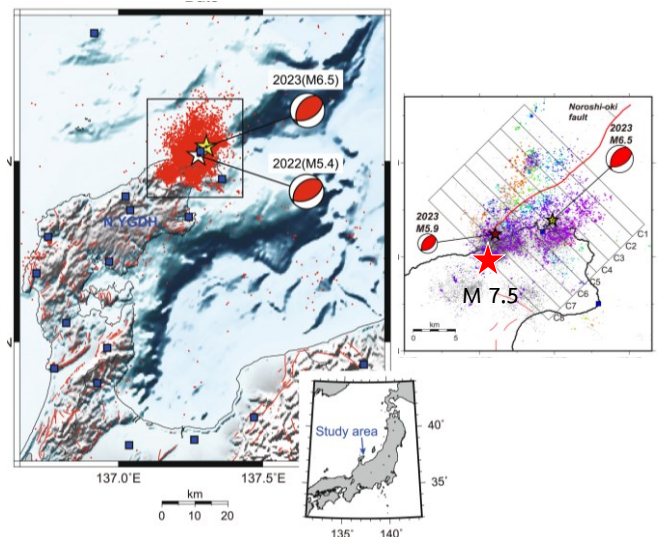 2023(M6.5)
2022(M5.4)
N.YGDH
137.0°E
137.5°E
km
0 10 20
Noroshi-oki
fault
2023
M6.5
2023
M5.9
M 7.5
C1
C2
C3
C4
C5
C6
C7
C8
km
0 5
Study area
40°
35°
135° 140°